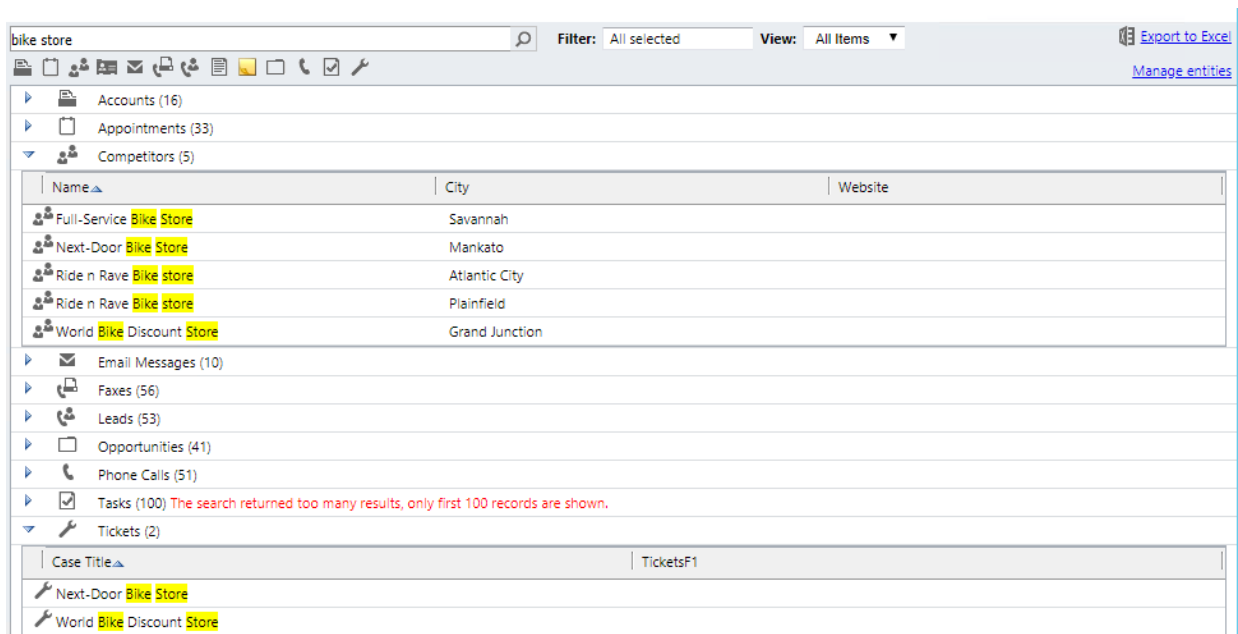 bike store Filter: All selected View: All Items Export to Excel
Manage entities
Accounts (16)
Appointments (33)
Competitors (5)
Name City Website
Full-Service Bike Store Savannah
Next-Door Bike Store Mankato
Ride n Rave Bike store Atlantic City
Ride n Rave Bike store Plainfield
World Bike Discount Store Grand Junction
Email Messages (10)
Faxes (56)
Leads (53)
Opportunities (41)
Phone Calls (51)
Tasks (100) The search returned too many results, only first 100 records are shown.
Tickets (2)
Case Title TicketsF1
Next-Door Bike Store
World Bike Discount Store